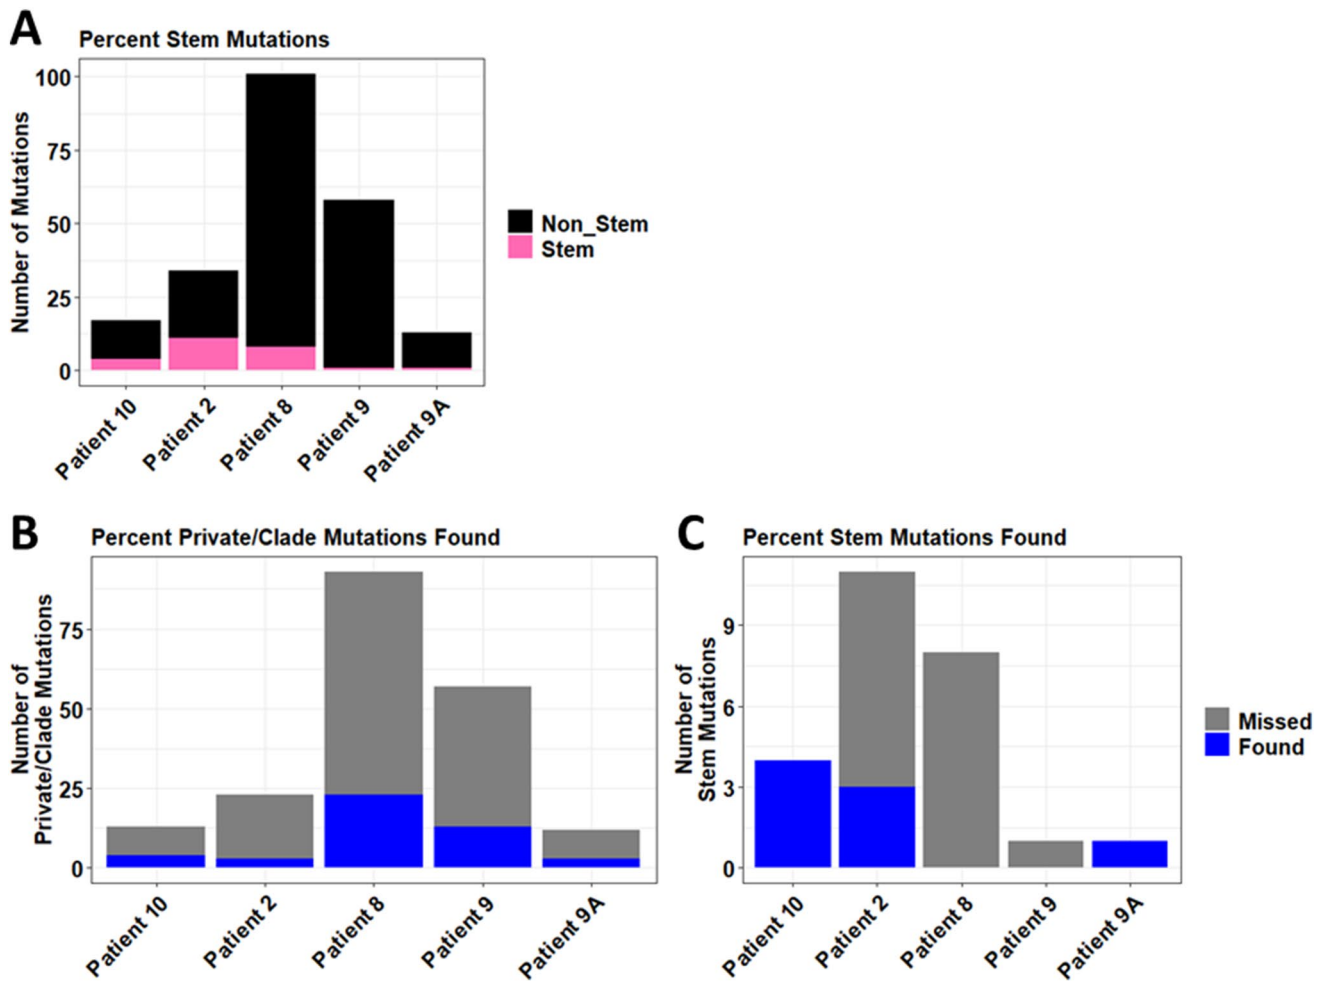 A
Percent Stem Mutations
Number of Mutations
100
75
50
25
0
Patient 10
Patient 2
Patient 8
Patient 9
Patient 9A
Non_Stem
Stem
B
Percent Private/Clade Mutations Found
Number of
Private/Clade Mutations
75
50
25
0
Patient 10
Patient 2
Patient 8
Patient 9
Patient 9A
C
Percent Stem Mutations Found
Number of
Stem Mutations
9
6
3
0
Patient 10
Patient 2
Patient 8
Patient 9
Patient 9A
Missed
Found